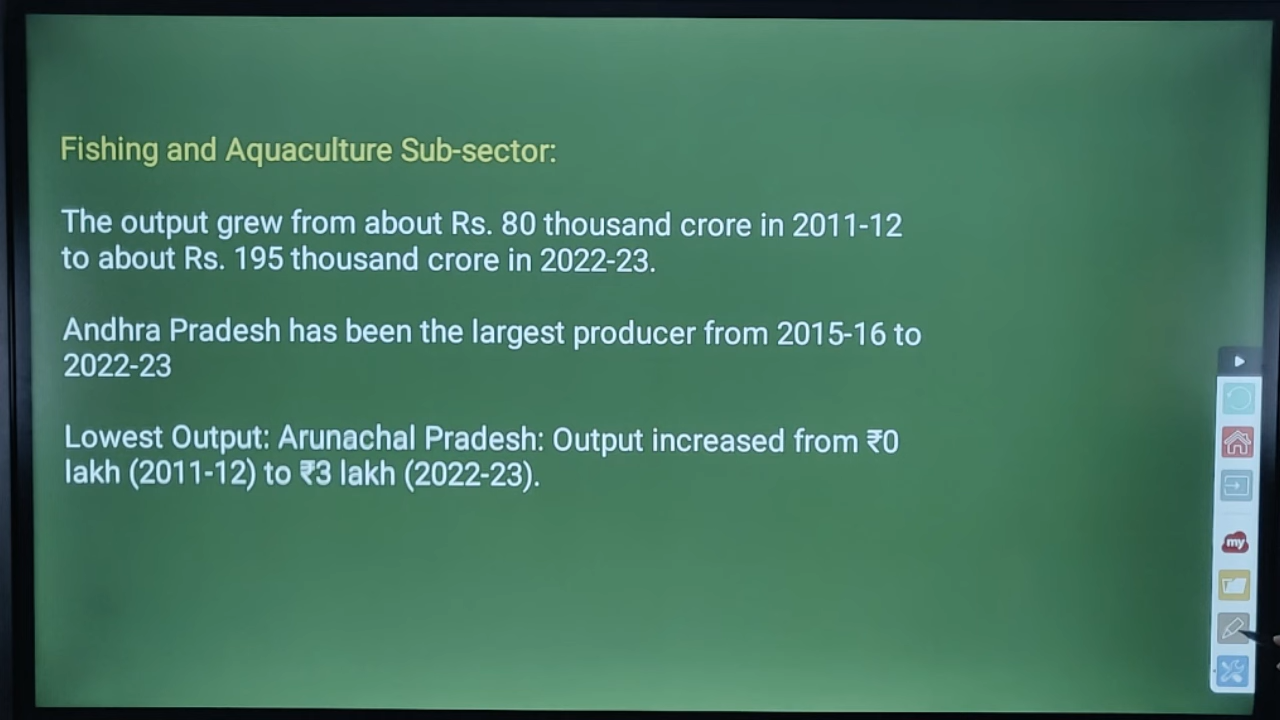 Fishing and Aquaculture Sub-sector:
The output grew from about Rs. 80 thousand crore in 2011-12
to about Rs. 195 thousand crore in 2022-23.
Andhra Pradesh has been the largest producer from 2015-16 to
2022-23
Lowest Output: Arunachal Pradesh: Output increased from ₹0
lakh (2011-12) to ₹3 lakh (2022-23).
my